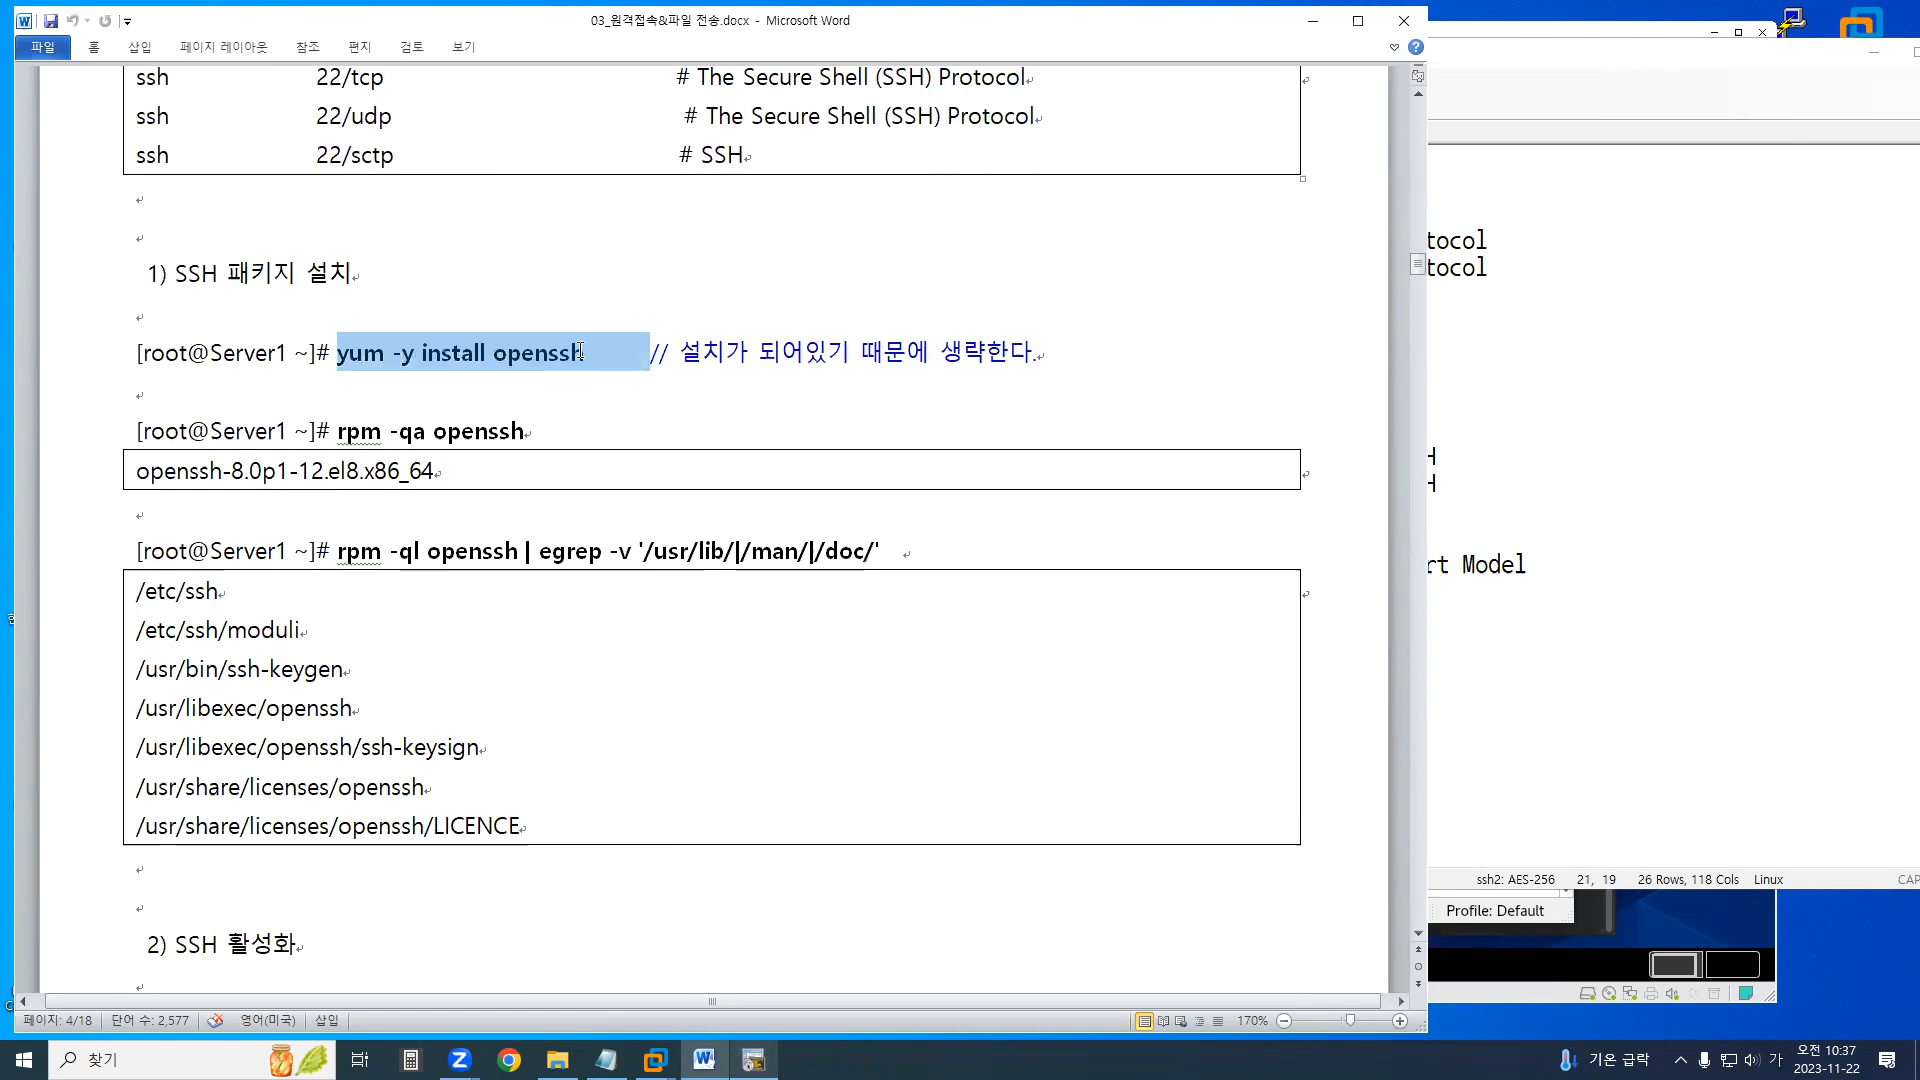 03_원격접속&파일 전송.docx - Microsoft Word
파일 홈 삽입 페이지 레이아웃 참조 편지 검토 보기
ssh 22/tcp # The Secure Shell (SSH) Protocol
ssh 22/udp # The Secure Shell (SSH) Protocol
ssh 22/sctp # SSH
1) SSH 패키지 설치
[root@Server1 ~]# yum -y install openssh // 설치가 되어있기 때문에 생략한다.
[root@Server1 ~]# rpm -qa openssh
openssh-8.0p1-12.el8.x86_64
[root@Server1 ~]# rpm -ql openssh | egrep -v '/usr/lib/|/man/|/doc/'
/etc/ssh
/etc/ssh/moduli
/usr/bin/ssh-keygen
/usr/libexec/openssh
/usr/libexec/openssh/ssh-keysign
/usr/share/licenses/openssh
/usr/share/licenses/openssh/LICENCE
2) SSH 활성화
페이지: 4/18 단어 수: 2,577 영어(미국) 삽입 170%
tocol
tocol
H
H
rt Model
ssh2: AES-256 21, 19 26 Rows, 118 Cols Linux CAP
Profile: Default
찾기
기온 급락 가 오전 10:37
2023-11-22